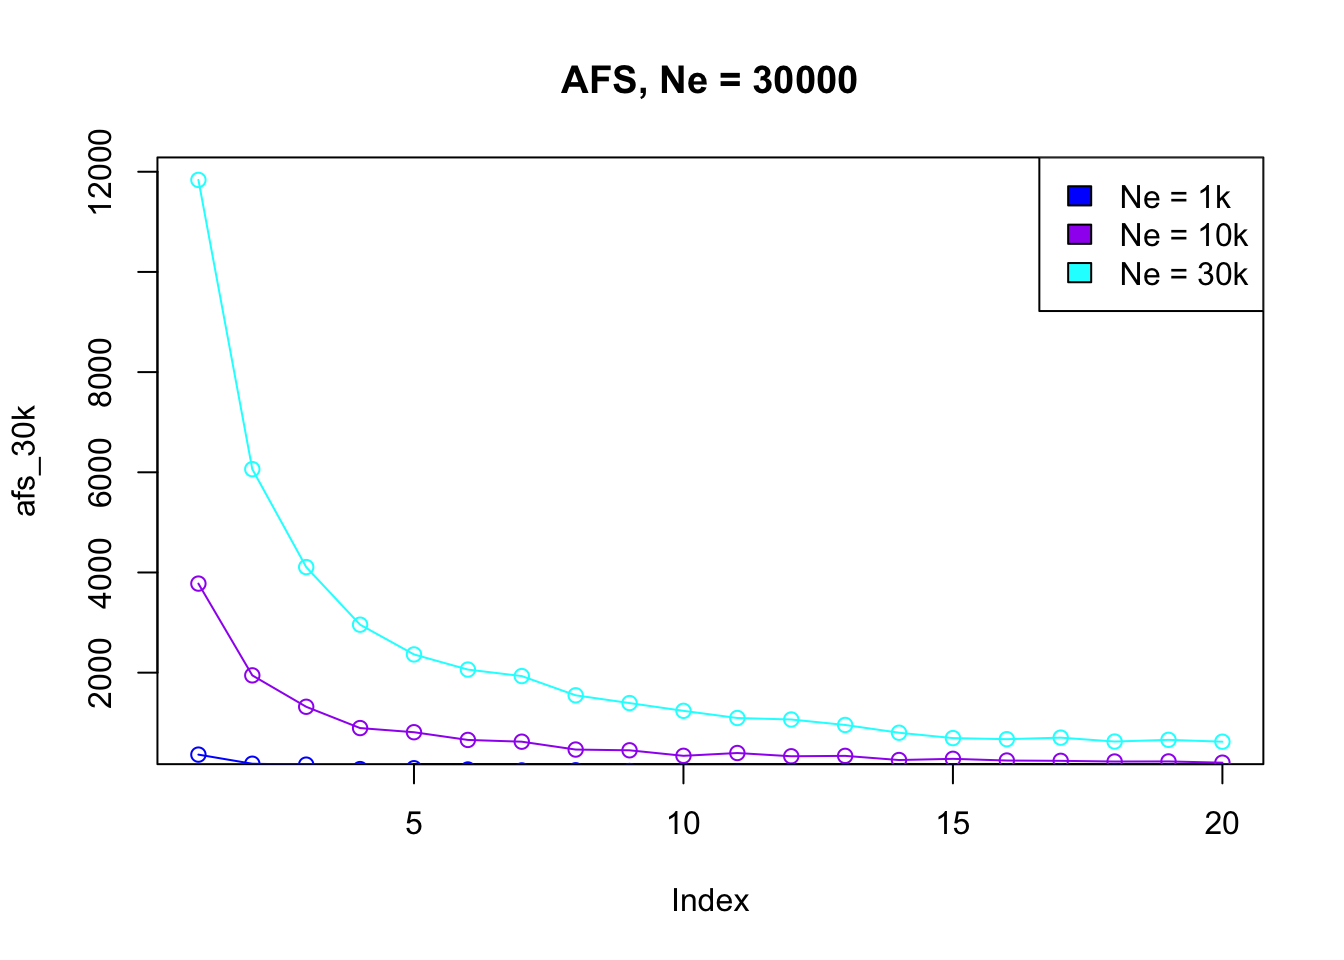 AFS, Ne = 30000
Ne = 1k
Ne = 10k
Ne = 30k
afs_30k
12000
8000
6000
4000
2000
5
10
15
20
Index